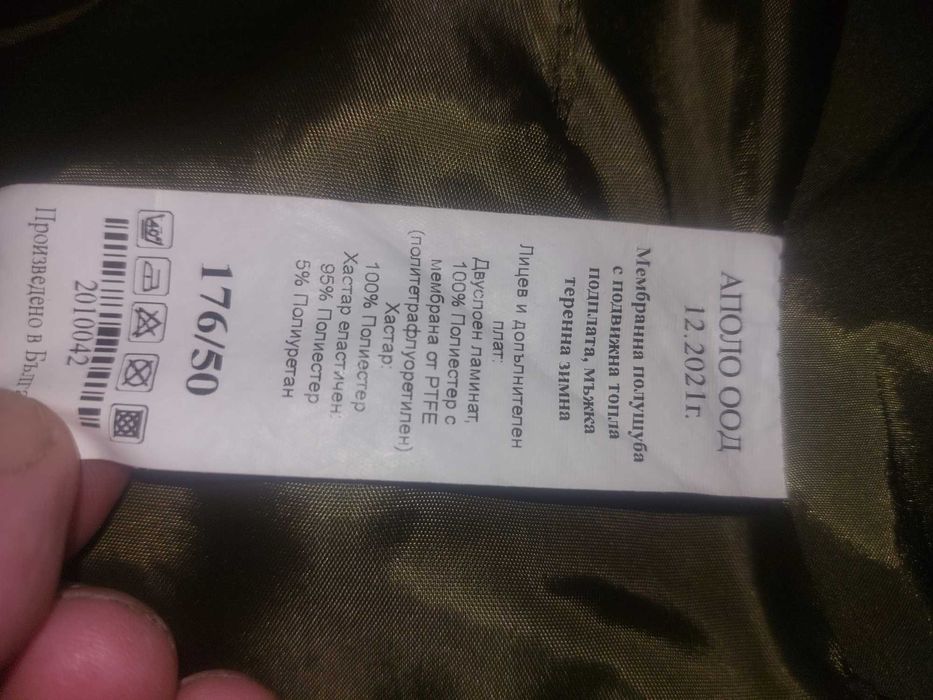 АПОЛО ООД
12.2021г.
Мембранна полушуба
с подвижна топла
подплата, мъжка
теренна зимна
Лицев и допълнителен
плат:
Двуслоен ламинат,
100% Полиестер с
мембрана от PTFE
(политетрафлуоретилен)
Хастар:
100% Полиестер
Хастар еластичен:
95% Полиестер
5% Полиуретан
176/50
40°
2010042
Произведено в